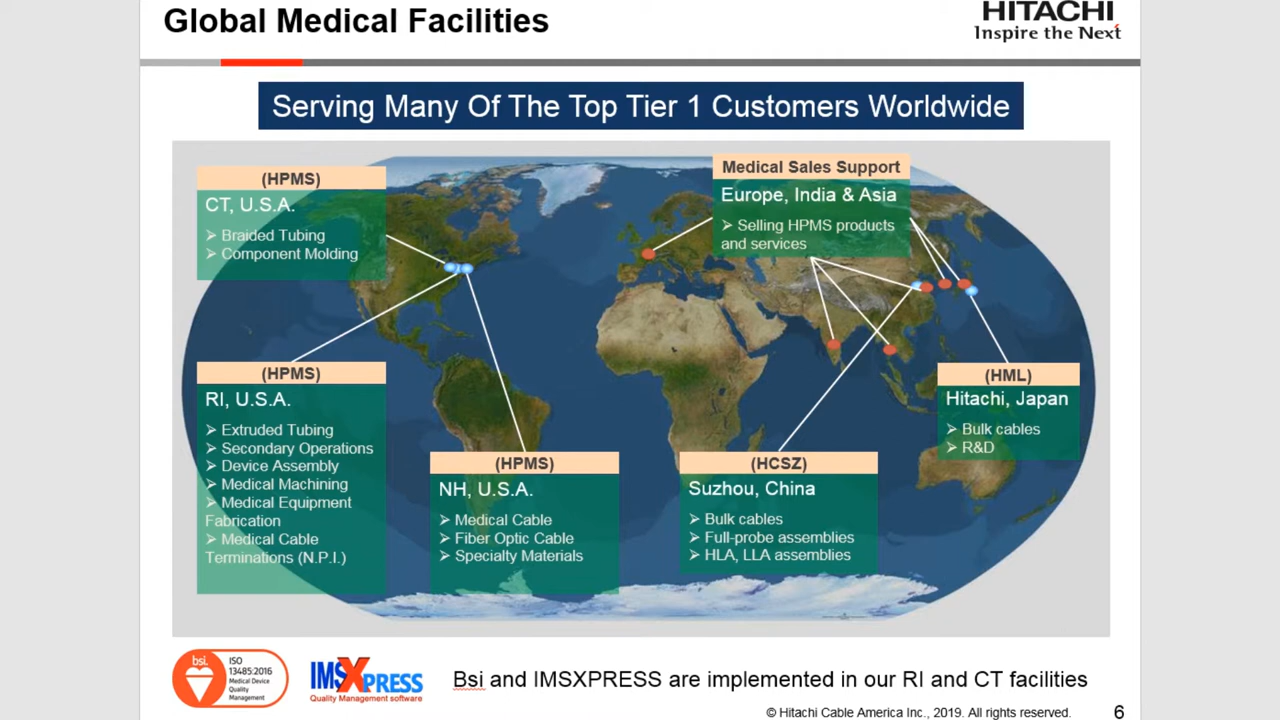 Global Medical Facilities
HITACHI
Inspire the Next
Serving Many Of The Top Tier 1 Customers Worldwide
(HPMS)
CT, U.S.A.
➢ Braided Tubing
➢ Component Molding
Medical Sales Support
Europe, India & Asia
➢ Selling HPMS products
and services
(HPMS)
RI, U.S.A.
➢ Extruded Tubing
➢ Secondary Operations
➢ Device Assembly
➢ Medical Machining
➢ Medical Equipment
Fabrication
➢ Medical Cable
Terminations (N.P.I.)
(HPMS)
NH, U.S.A.
➢ Medical Cable
➢ Fiber Optic Cable
➢ Specialty Materials
(HCSZ)
Suzhou, China
➢ Bulk cables
➢ Full-probe assemblies
➢ HLA, LLA assemblies
(HML)
Hitachi, Japan
➢ Bulk cables
➢ R&D
bsi.
ISO
13485:2016
Medical Device
Quality
Management
IMSXPRESS
Quality Management software
Bsi and IMSXPRESS are implemented in our RI and CT facilities
© Hitachi Cable America Inc., 2019. All rights reserved.
6